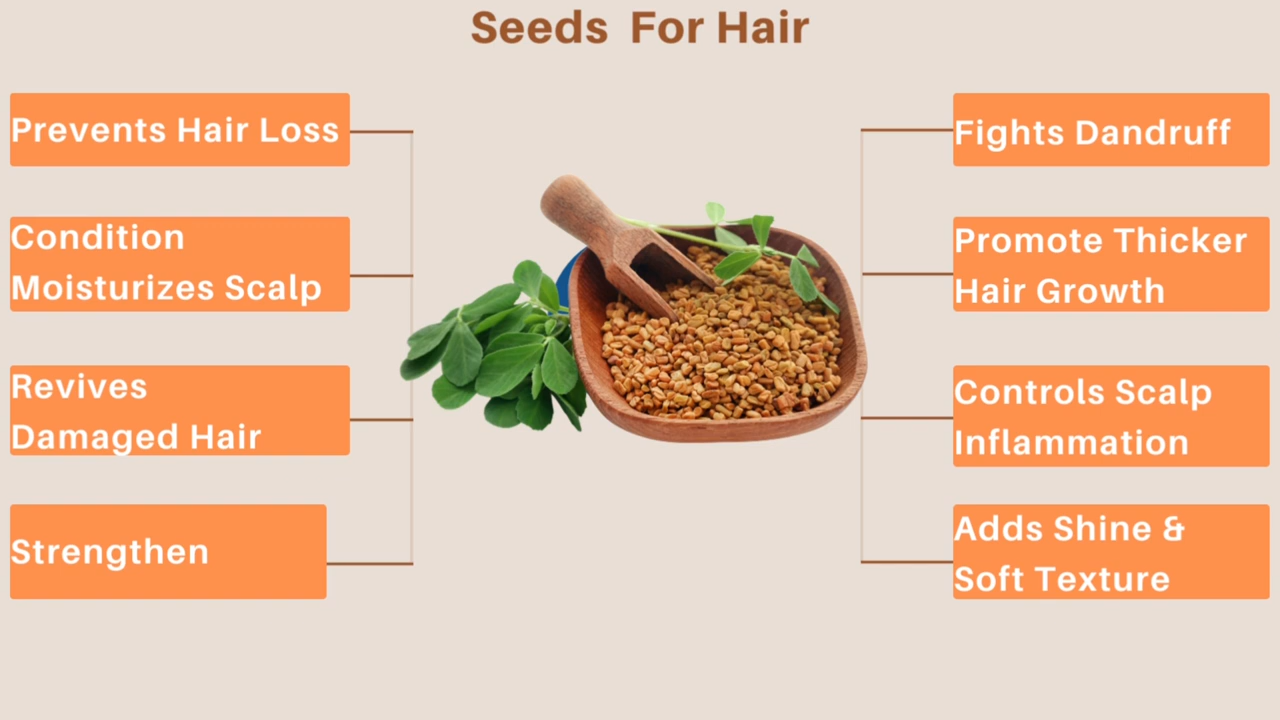 Seeds For Hair
Prevents Hair Loss
Condition
Moisturizes Scalp
Revives
Damaged Hair
Strengthen
Fights Dandruff
Promote Thicker
Hair Growth
Controls Scalp
Inflammation
Adds Shine &
Soft Texture